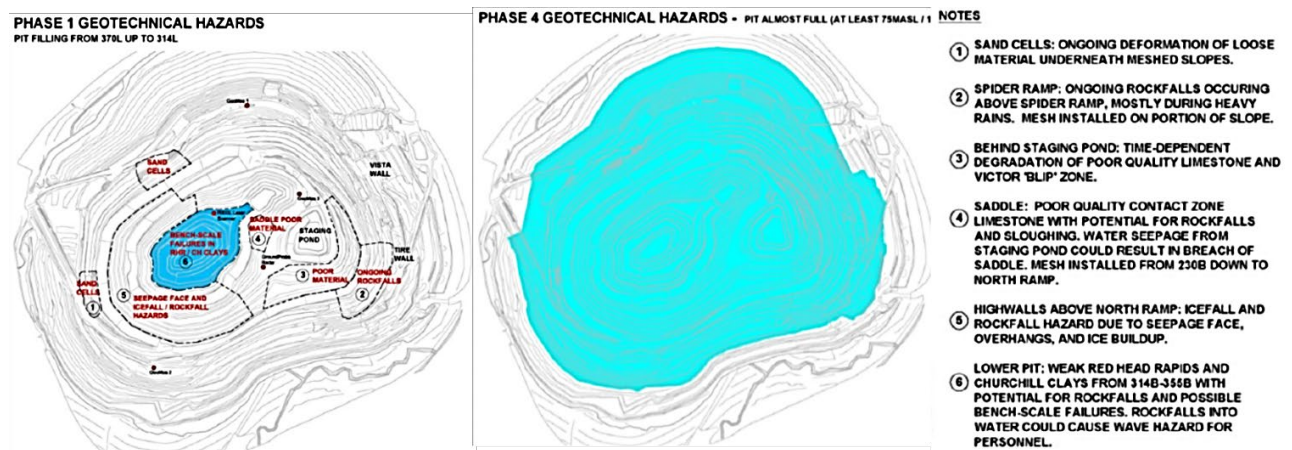 PHASE 1 GEOTECHNICAL HAZARDS
PIT FILLING FROM 370L UP TO 314L
SAND
CELLS
VISTA
WALL
SADDLE POOR
MATERIAL
4
STAGING
POND
BENCH-SCALE
FAILURES IN
CLAYS
6
TIRE
WALL
3
POOR
MATERIAL
ONGOING
ROCKFALLS
2
SAND
CELLS
1
5
SEEPAGE FACE AND
ICEFALL / ROCKFALL
HAZARDS
PHASE 4 GEOTECHNICAL HAZARDS - PIT ALMOST FULL (AT LEAST 75MASL / 1
NOTES
1 SAND CELLS: ONGOING DEFORMATION OF LOOSE
MATERIAL UNDERNEATH MESHED SLOPES.
2 SPIDER RAMP: ONGOING ROCKFALLS OCCURING
ABOVE SPIDER RAMP, MOSTLY DURING HEAVY
RAINS. MESH INSTALLED ON PORTION OF SLOPE.
3 BEHIND STAGING POND: TIME-DEPENDENT
DEGRADATION OF POOR QUALITY LIMESTONE AND
VICTOR 'BLIP' ZONE.
4 SADDLE: POOR QUALITY CONTACT ZONE
LIMESTONE WITH POTENTIAL FOR ROCKFALLS
AND SLOUGHING. WATER SEEPAGE FROM
STAGING POND COULD RESULT IN BREACH OF
SADDLE. MESH INSTALLED FROM 230B DOWN TO
NORTH RAMP.
5 HIGHWALLS ABOVE NORTH RAMP: ICEFALL AND
ROCKFALL HAZARD DUE TO SEEPAGE FACE,
OVERHANGS, AND ICE BUILDUP.
6 LOWER PIT: WEAK RED HEAD RAPIDS AND
CHURCHILL CLAYS FROM 314B-355B WITH
POTENTIAL FOR ROCKFALLS AND POSSIBLE
BENCH-SCALE FAILURES. ROCKFALLS INTO
WATER COULD CAUSE WAVE HAZARD FOR
PERSONNEL.